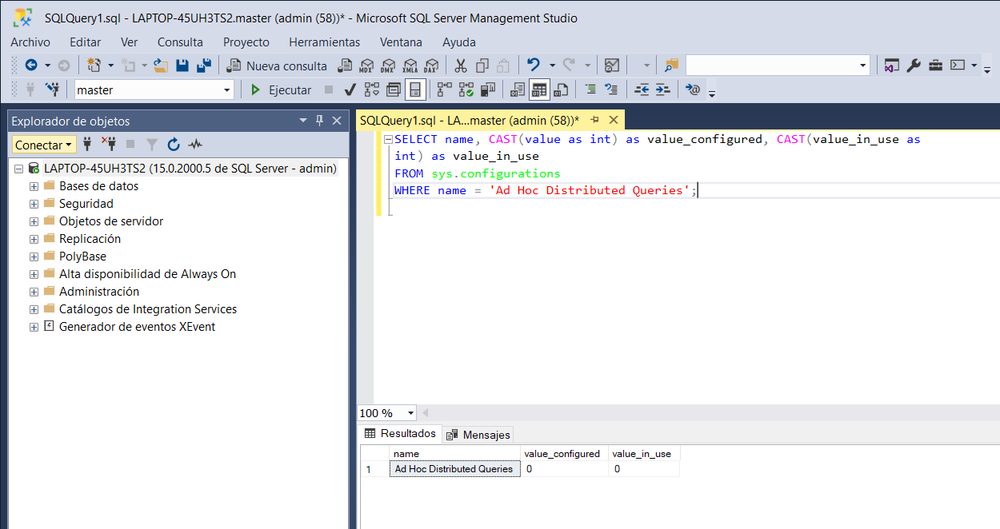 SQLQuery1.sql - LAPTOP-45UH3TS2.master (admin (58))* - Microsoft SQL Server Management Studio
Archivo Editar Ver Consulta Proyecto Herramientas Ventana Ayuda
Nueva consulta MDX DMX XMLA DAX
master Ejecutar
Explorador de objetos
Conectar
LAPTOP-45UH3TS2 (15.0.2000.5 de SQL Server - admin)
Bases de datos
Seguridad
Objetos de servidor
Replicación
PolyBase
Alta disponibilidad de Always On
Administración
Catálogos de Integration Services
Generador de eventos XEvent
SQLQuery1.sql - LA...master (admin (58))*
SELECT name, CAST(value as int) as value_configured, CAST(value_in_use as
int) as value_in_use
FROM sys.configurations
WHERE name = 'Ad Hoc Distributed Queries';
100 %
Resultados Mensajes
name value_configured value_in_use
1 Ad Hoc Distributed Queries 0 0